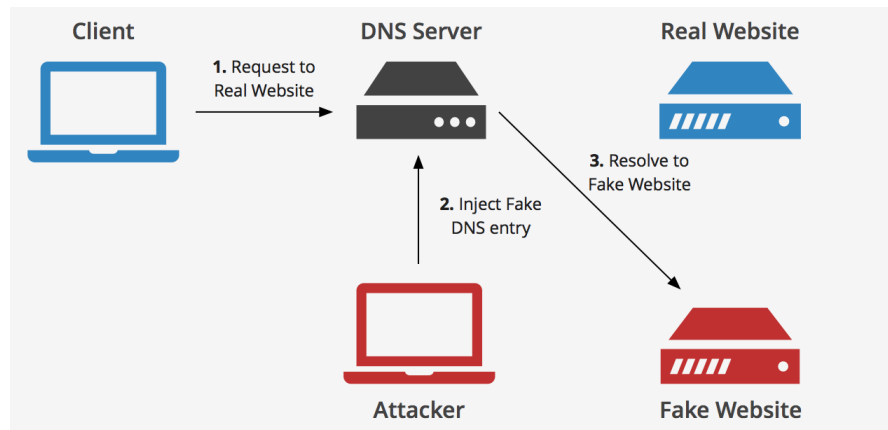 Client
DNS Server
Real Website
1. Request to
Real Website
3. Resolve to
Fake Website
2. Inject Fake
DNS entry
Attacker
Fake Website